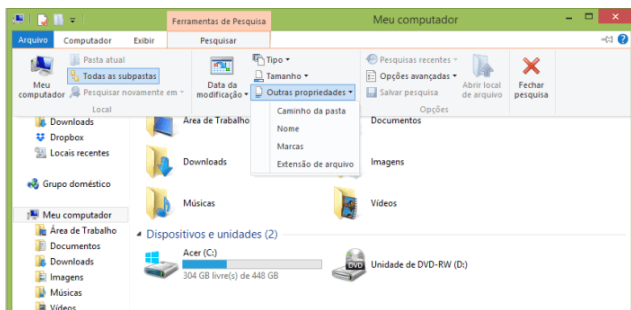 Ferramentas de Pesquisa
Meu computador
Arquivo
Computador
Exibir
Pesquisar
Meu computador
Pasta atual
Todas as subpastas
Pesquisar novamente em
Local
Data da modificação
Tipo
Tamanho
Outras propriedades
Caminho da pasta
Nome
Marcas
Extensão de arquivo
Pesquisas recentes
Opções avançadas
Salvar pesquisa
Abrir local de arquivo
Fechar pesquisa
Opções
Downloads
Dropbox
Locais recentes
Grupo doméstico
Meu computador
Área de Trabalho
Documentos
Downloads
Imagens
Músicas
Vídeos
Área de Trabalho
Documentos
Downloads
Imagens
Músicas
Vídeos
Dispositivos e unidades (2)
Acer (C:)
304 GB livre(s) de 448 GB
Unidade de DVD-RW (D:)
DVD